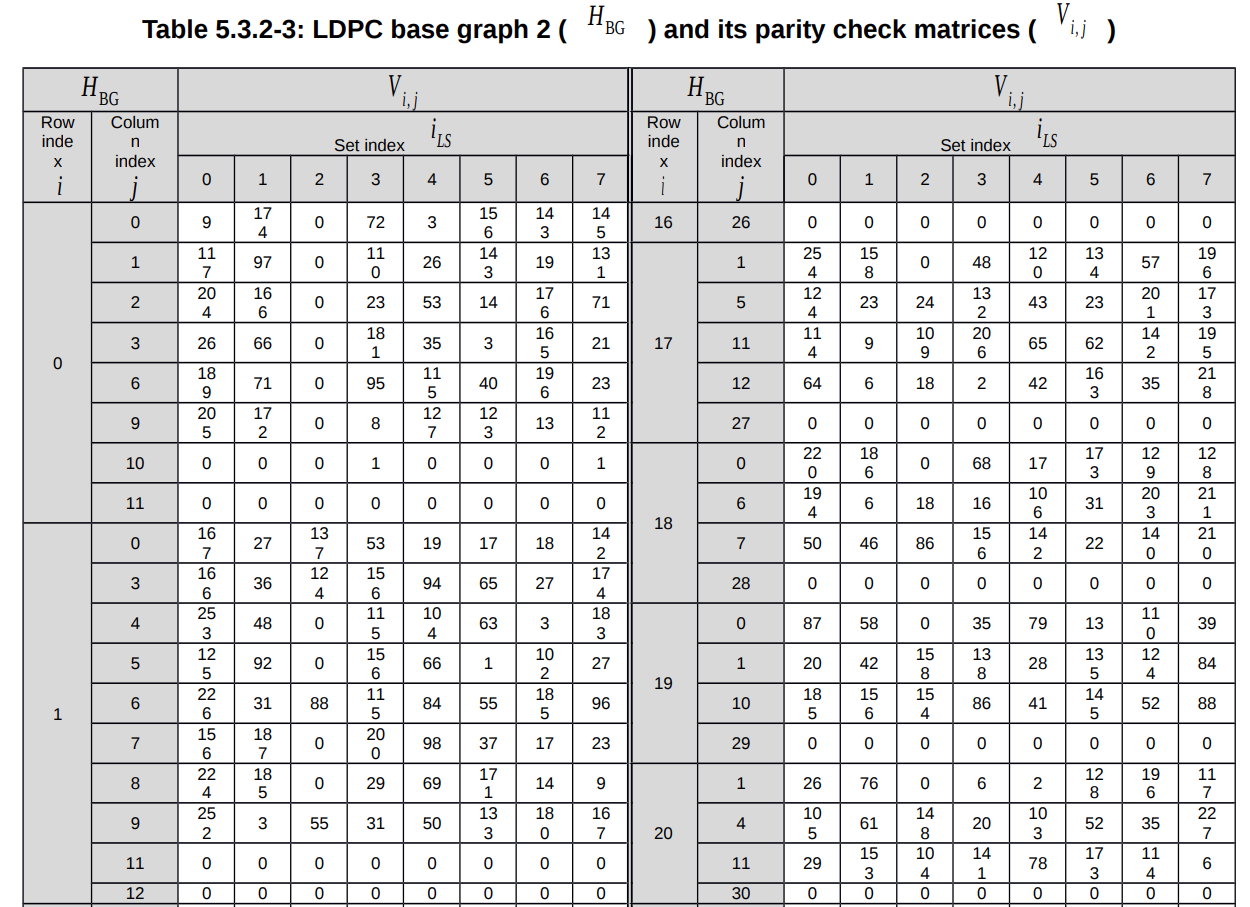 Table 5.3.2-3: LDPC base graph 2 ( H_BG ) and its parity check matrices ( V_i,j )
H_BG V_i,j H_BG V_i,j
Row index i Column index j Set index i_LS Row index i Column index j Set index i_LS
0 1 2 3 4 5 6 7 0 1 2 3 4 5 6 7
0 0 9 174 0 72 3 156 143 145 16 26 0 0 0 0 0 0 0 0
1 117 97 0 110 26 143 19 131 17 1 254 158 0 48 120 134 57 196
2 204 166 0 23 53 14 176 71 5 124 23 24 132 43 23 201 173
3 26 66 0 181 35 3 165 21 11 114 9 109 206 65 62 142 195
6 189 71 0 95 115 40 196 23 12 64 6 18 2 42 163 35 218
9 205 172 0 8 127 123 13 112 27 0 0 0 0 0 0 0 0
10 0 0 0 1 0 0 0 1 18 0 220 186 0 68 17 173 129 128
11 0 0 0 0 0 0 0 0 6 194 6 18 16 106 31 203 211
1 0 167 27 137 53 19 17 18 142 7 50 46 86 156 142 22 140 210
3 166 36 124 156 94 65 27 174 28 0 0 0 0 0 0 0 0
4 253 48 0 115 104 63 3 183 19 0 87 58 0 35 79 13 110 39
5 125 92 0 156 66 1 102 27 1 20 42 158 138 28 135 124 84
6 226 31 88 115 84 55 185 96 10 185 156 154 86 41 145 52 88
7 156 187 0 200 98 37 17 23 29 0 0 0 0 0 0 0 0
8 224 185 0 29 69 171 14 9 20 1 26 76 0 6 2 128 196 117
9 252 3 55 31 50 133 180 167 4 105 61 148 20 103 52 35 227
11 0 0 0 0 0 0 0 0 11 29 153 104 141 78 173 114 6
12 0 0 0 0 0 0 0 0 30 0 0 0 0 0 0 0 0